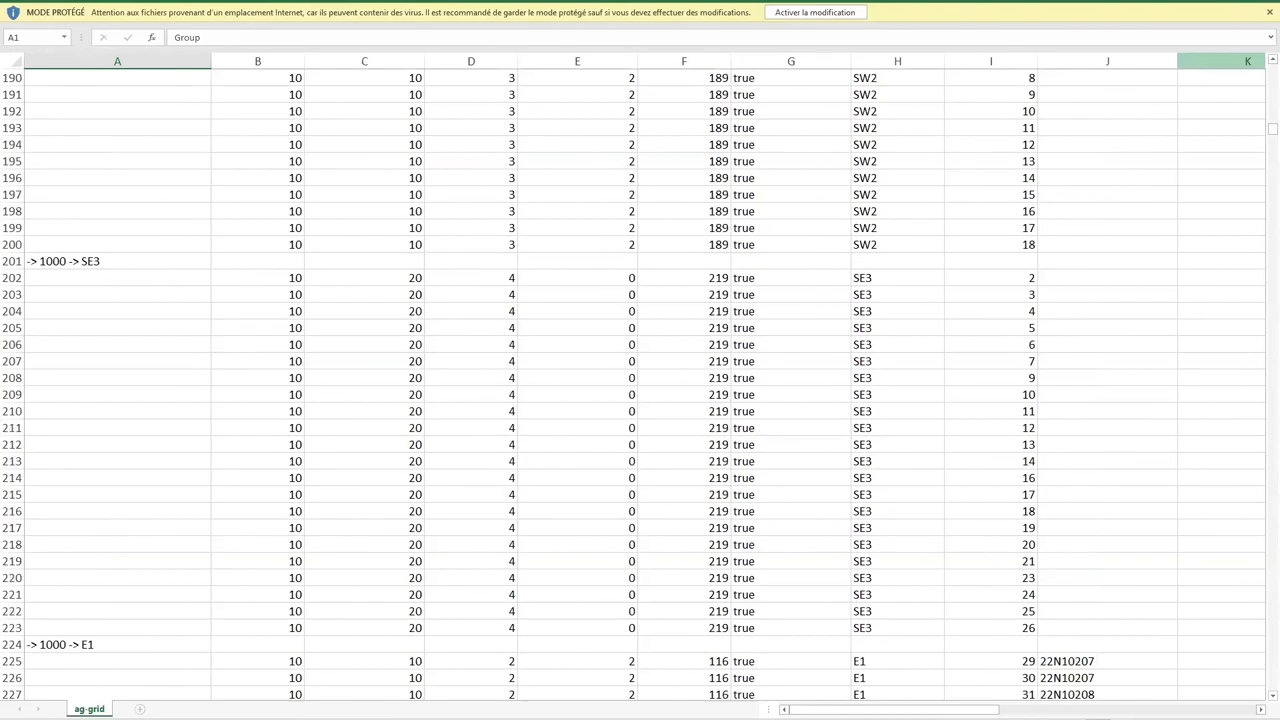 MODE PROTÉGÉ Attention aux fichiers provenant d'un emplacement Internet, car ils peuvent contenir des virus. Il est recommandé de garder le mode protégé sauf si vous devez effectuer des modifications. Activer la modification
A1 fx Group
A B C D E F G H I J K
190 10 10 3 2 189 true SW2 8
191 10 10 3 2 189 true SW2 9
192 10 10 3 2 189 true SW2 10
193 10 10 3 2 189 true SW2 11
194 10 10 3 2 189 true SW2 12
195 10 10 3 2 189 true SW2 13
196 10 10 3 2 189 true SW2 14
197 10 10 3 2 189 true SW2 15
198 10 10 3 2 189 true SW2 16
199 10 10 3 2 189 true SW2 17
200 10 10 3 2 189 true SW2 18
201 -> 1000 -> SE3
202 10 20 4 0 219 true SE3 2
203 10 20 4 0 219 true SE3 3
204 10 20 4 0 219 true SE3 4
205 10 20 4 0 219 true SE3 5
206 10 20 4 0 219 true SE3 6
207 10 20 4 0 219 true SE3 7
208 10 20 4 0 219 true SE3 9
209 10 20 4 0 219 true SE3 10
210 10 20 4 0 219 true SE3 11
211 10 20 4 0 219 true SE3 12
212 10 20 4 0 219 true SE3 13
213 10 20 4 0 219 true SE3 14
214 10 20 4 0 219 true SE3 16
215 10 20 4 0 219 true SE3 17
216 10 20 4 0 219 true SE3 18
217 10 20 4 0 219 true SE3 19
218 10 20 4 0 219 true SE3 20
219 10 20 4 0 219 true SE3 21
220 10 20 4 0 219 true SE3 23
221 10 20 4 0 219 true SE3 24
222 10 20 4 0 219 true SE3 25
223 10 20 4 0 219 true SE3 26
224 -> 1000 -> E1
225 10 10 2 2 116 true E1 29 22N10207
226 10 10 2 2 116 true E1 30 22N10207
227 10 10 2 2 116 true E1 31 22N10208
ag-grid